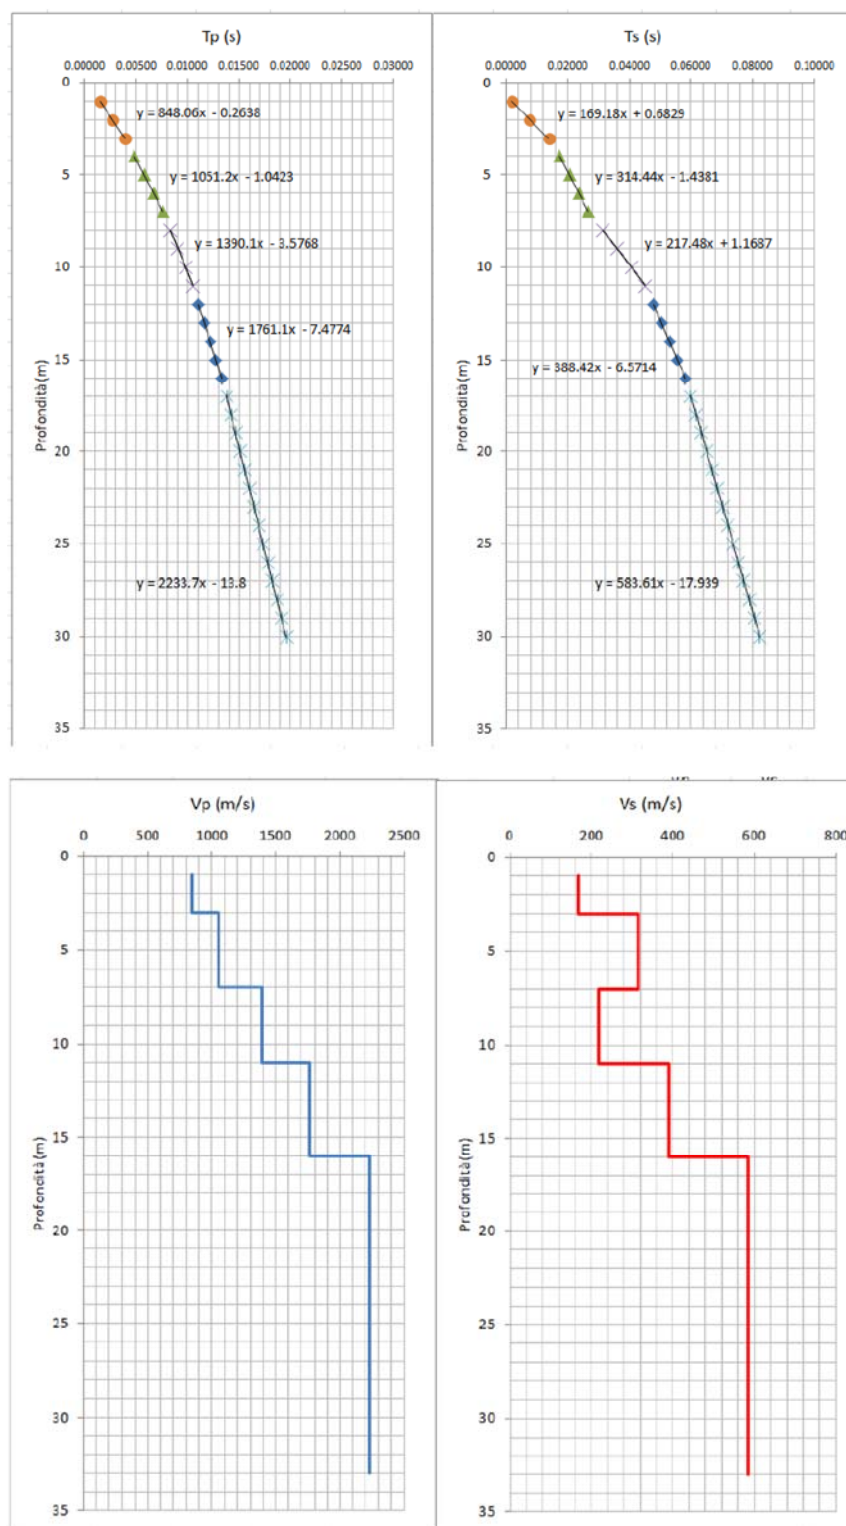 Tp (s)
0.00000 0.00500 0.01000 0.01500 0.02000 0.02500 0.03000
0
5
10
15
20
25
30
35
Profondità(m)
y = 848.06x - 0.2638
y = 1051.2x - 1.0423
y = 1390.1x - 3.5768
y = 1761.1x - 7.4774
y = 2233.7x - 13.8
Ts (s)
0.00000 0.02000 0.04000 0.06000 0.08000 0.10000
0
5
10
15
20
25
30
35
Profondità(m)
y = 169.18x + 0.6829
y = 314.44x - 1.4381
y = 217.48x + 1.1687
y = 388.42x - 6.5714
y = 583.61x - 17.939
Vp (m/s)
0 500 1000 1500 2000 2500
0
5
10
15
20
25
30
35
Profondità(m)
Vs (m/s)
0 200 400 600 800
0
5
10
15
20
25
30
35
Profondità(m)